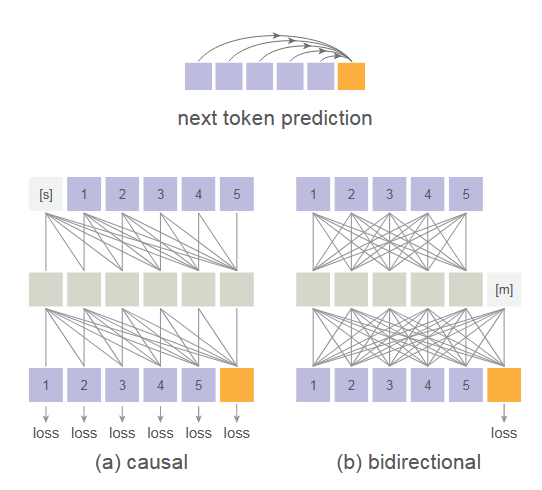 next token prediction
[s] 1 2 3 4 5
1 2 3 4 5
[m]
1 2 3 4 5
1 2 3 4 5
loss loss loss loss loss loss
loss
(a) causal
(b) bidirectional